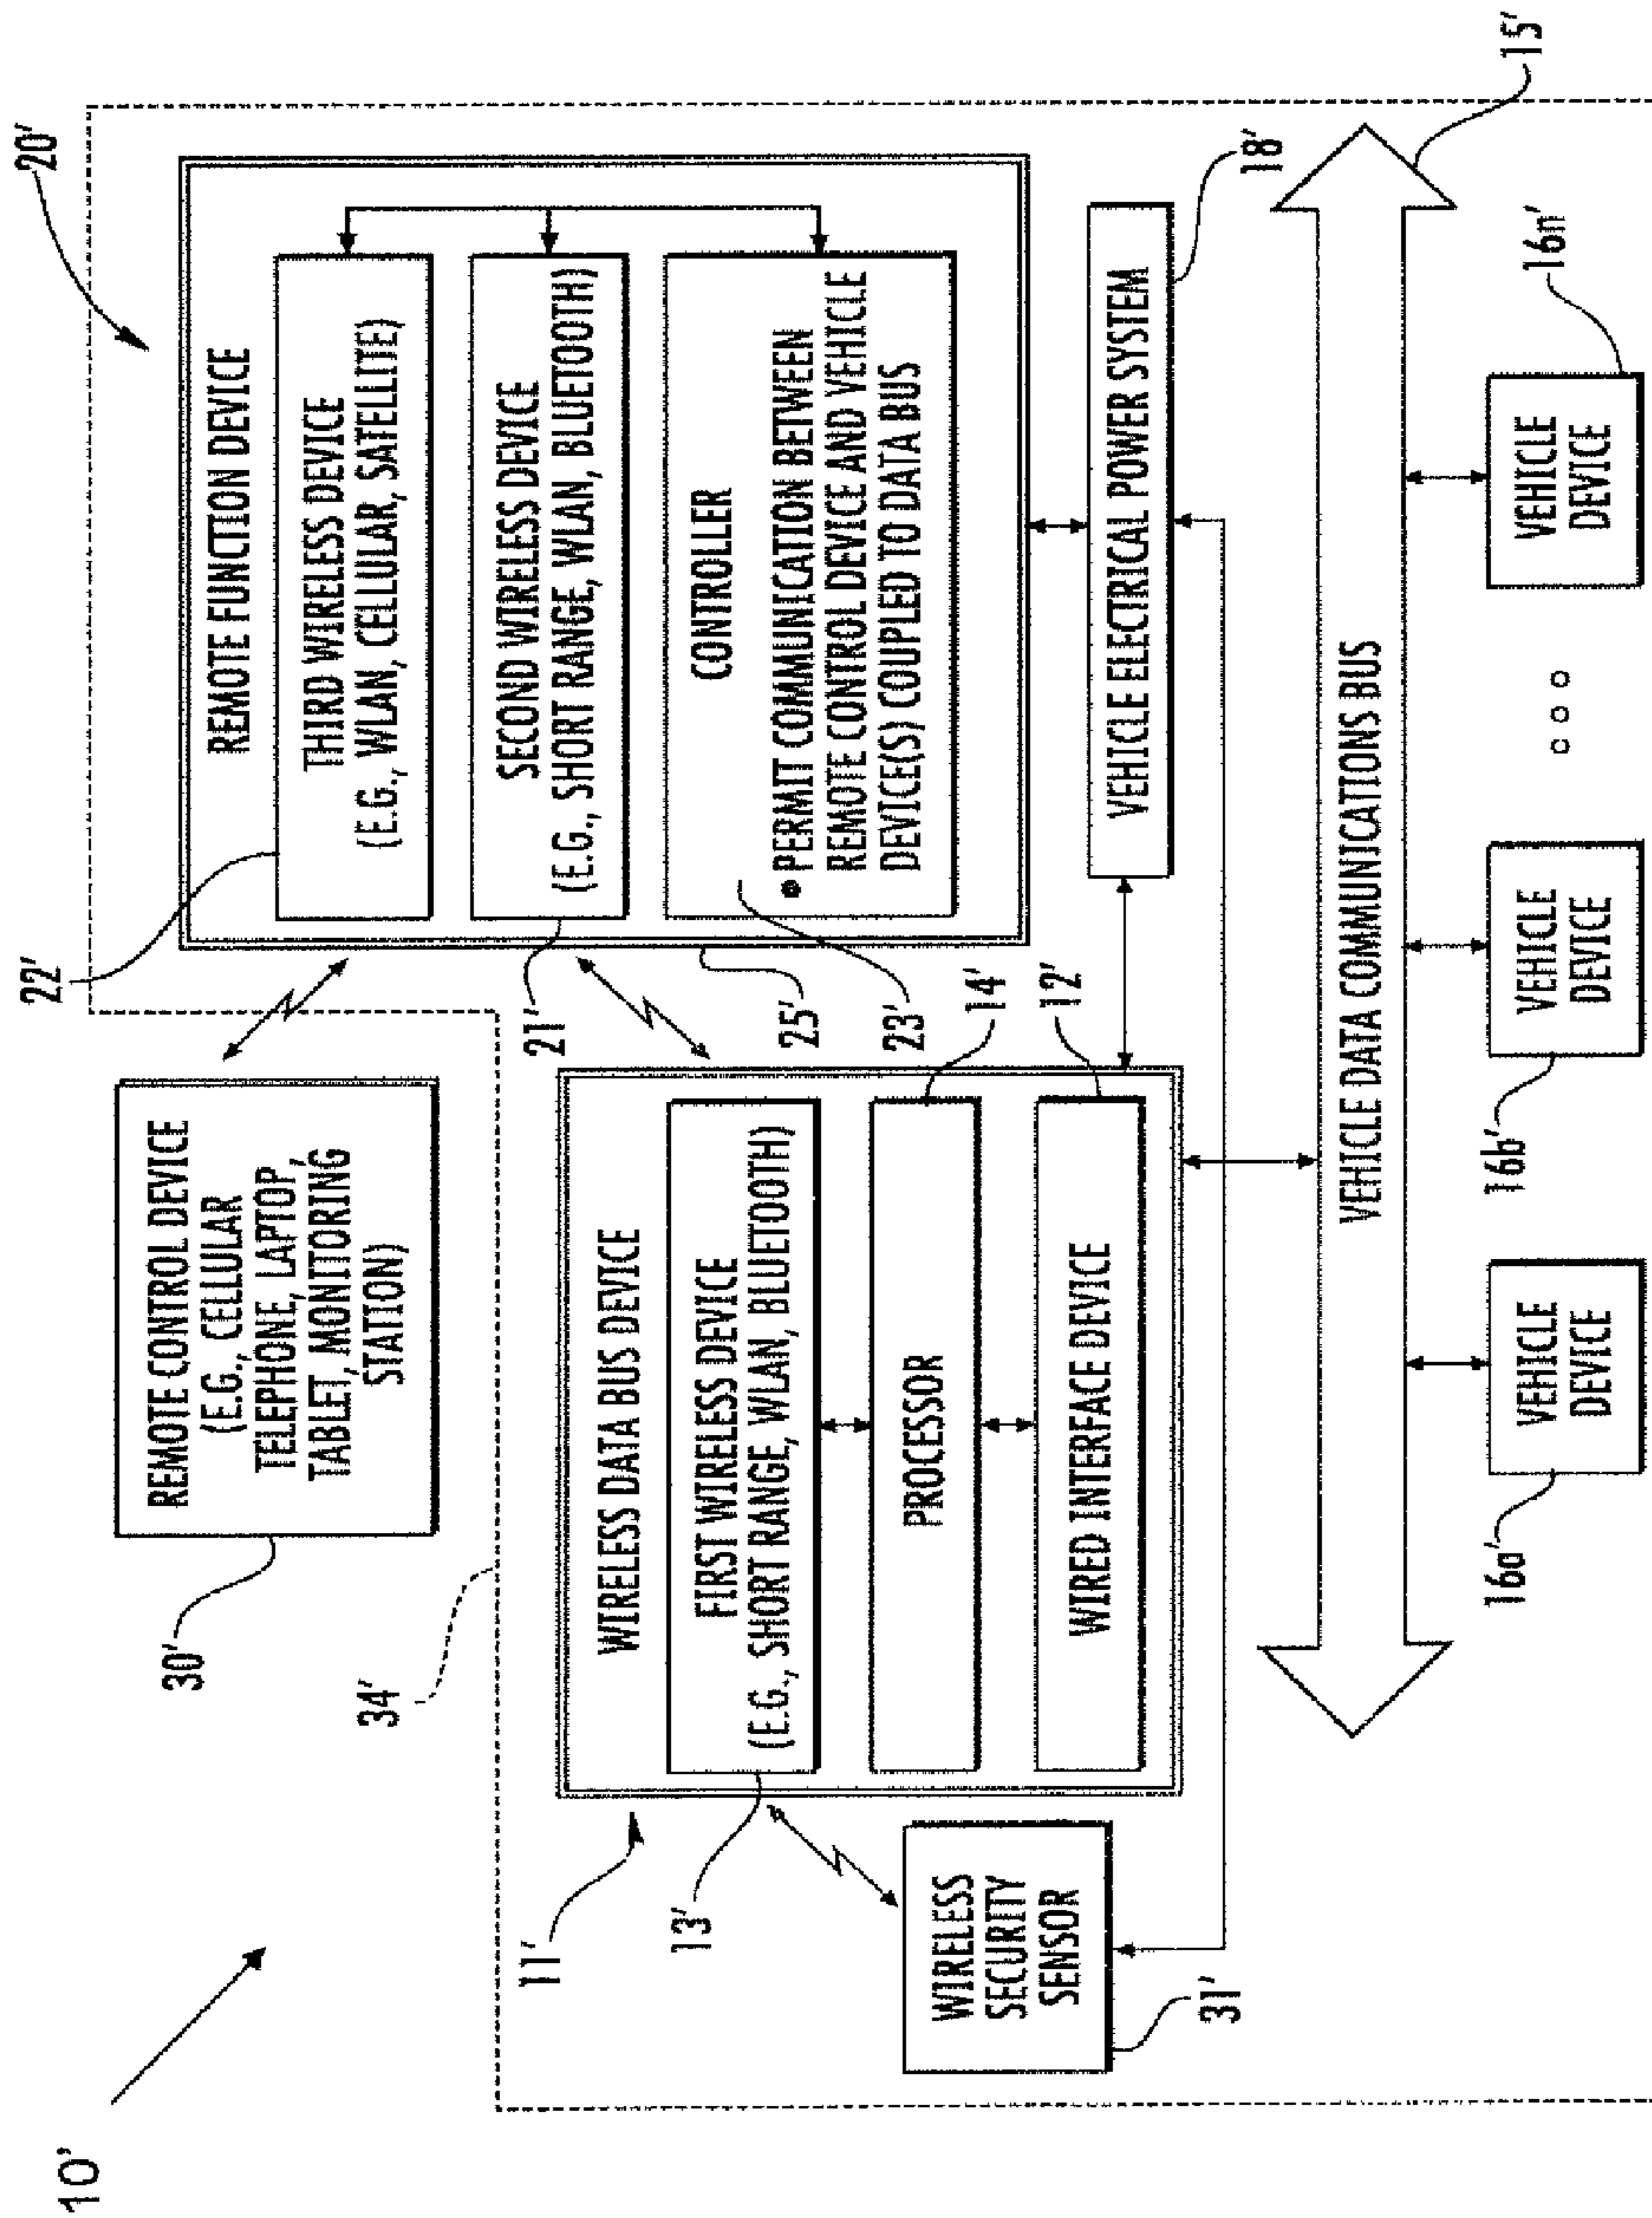 10'
20'
22'
REMOTE FUNCTION DEVICE
THIRD WIRELESS DEVICE
(E.G., WLAN, CELLULAR, SATELLITE)
SECOND WIRELESS DEVICE
(E.G., SHORT RANGE, WLAN, BLUETOOTH)
CONTROLLER
• PERMIT COMMUNICATION BETWEEN
REMOTE CONTROL DEVICE AND VEHICLE
DEVICE(S) COUPLED TO DATA BUS
21'
25'
23'
REMOTE CONTROL DEVICE
(E.G., CELLULAR
TELEPHONE, LAPTOP,
TABLET, MONITORING
STATION)
30'
34'
WIRELESS DATA BUS DEVICE
FIRST WIRELESS DEVICE
(E.G., SHORT RANGE, WLAN, BLUETOOTH)
PROCESSOR
WIRED INTERFACE DEVICE
11'
13'
14'
12'
WIRELESS
SECURITY
SENSOR
31'
VEHICLE ELECTRICAL POWER SYSTEM
18'
VEHICLE DATA COMMUNICATIONS BUS
15'
VEHICLE
DEVICE
16a'
VEHICLE
DEVICE
16b'
VEHICLE
DEVICE
16n'